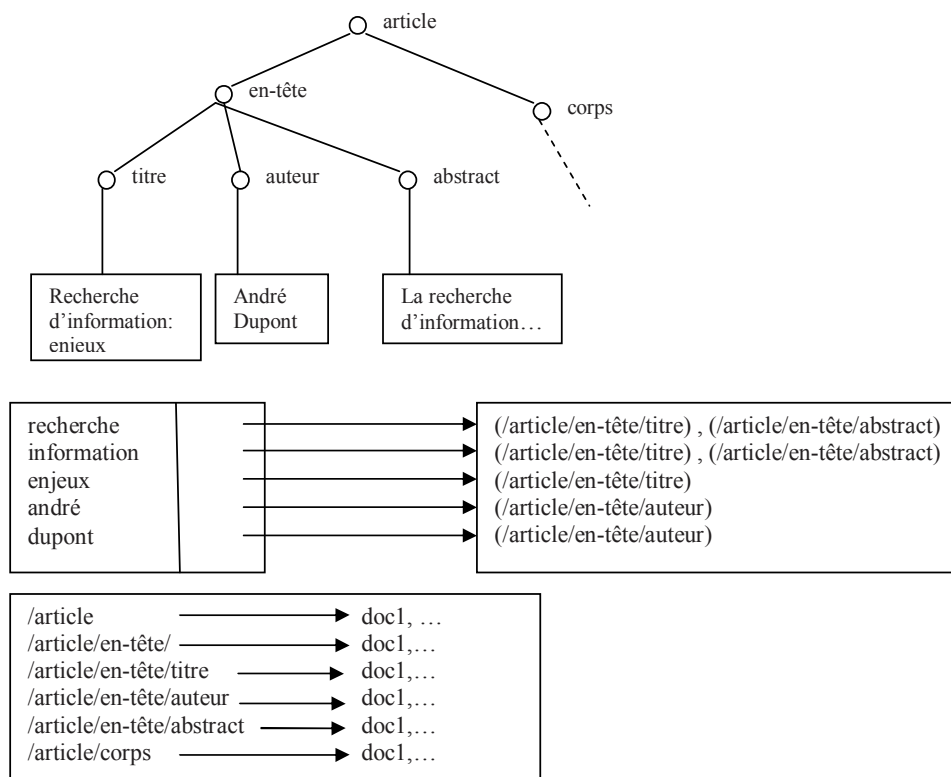 article
en-tête
corps
titre
auteur
abstract
Recherche
d’information:
enjeux
André
Dupont
La recherche
d’information…
recherche
(/article/en-tête/titre) , (/article/en-tête/abstract)
information
(/article/en-tête/titre) , (/article/en-tête/abstract)
enjeux
(/article/en-tête/titre)
andré
(/article/en-tête/auteur)
dupont
(/article/en-tête/auteur)
/article doc1, …
/article/en-tête/ doc1,…
/article/en-tête/titre doc1,…
/article/en-tête/auteur doc1,…
/article/en-tête/abstract doc1,…
/article/corps doc1,…